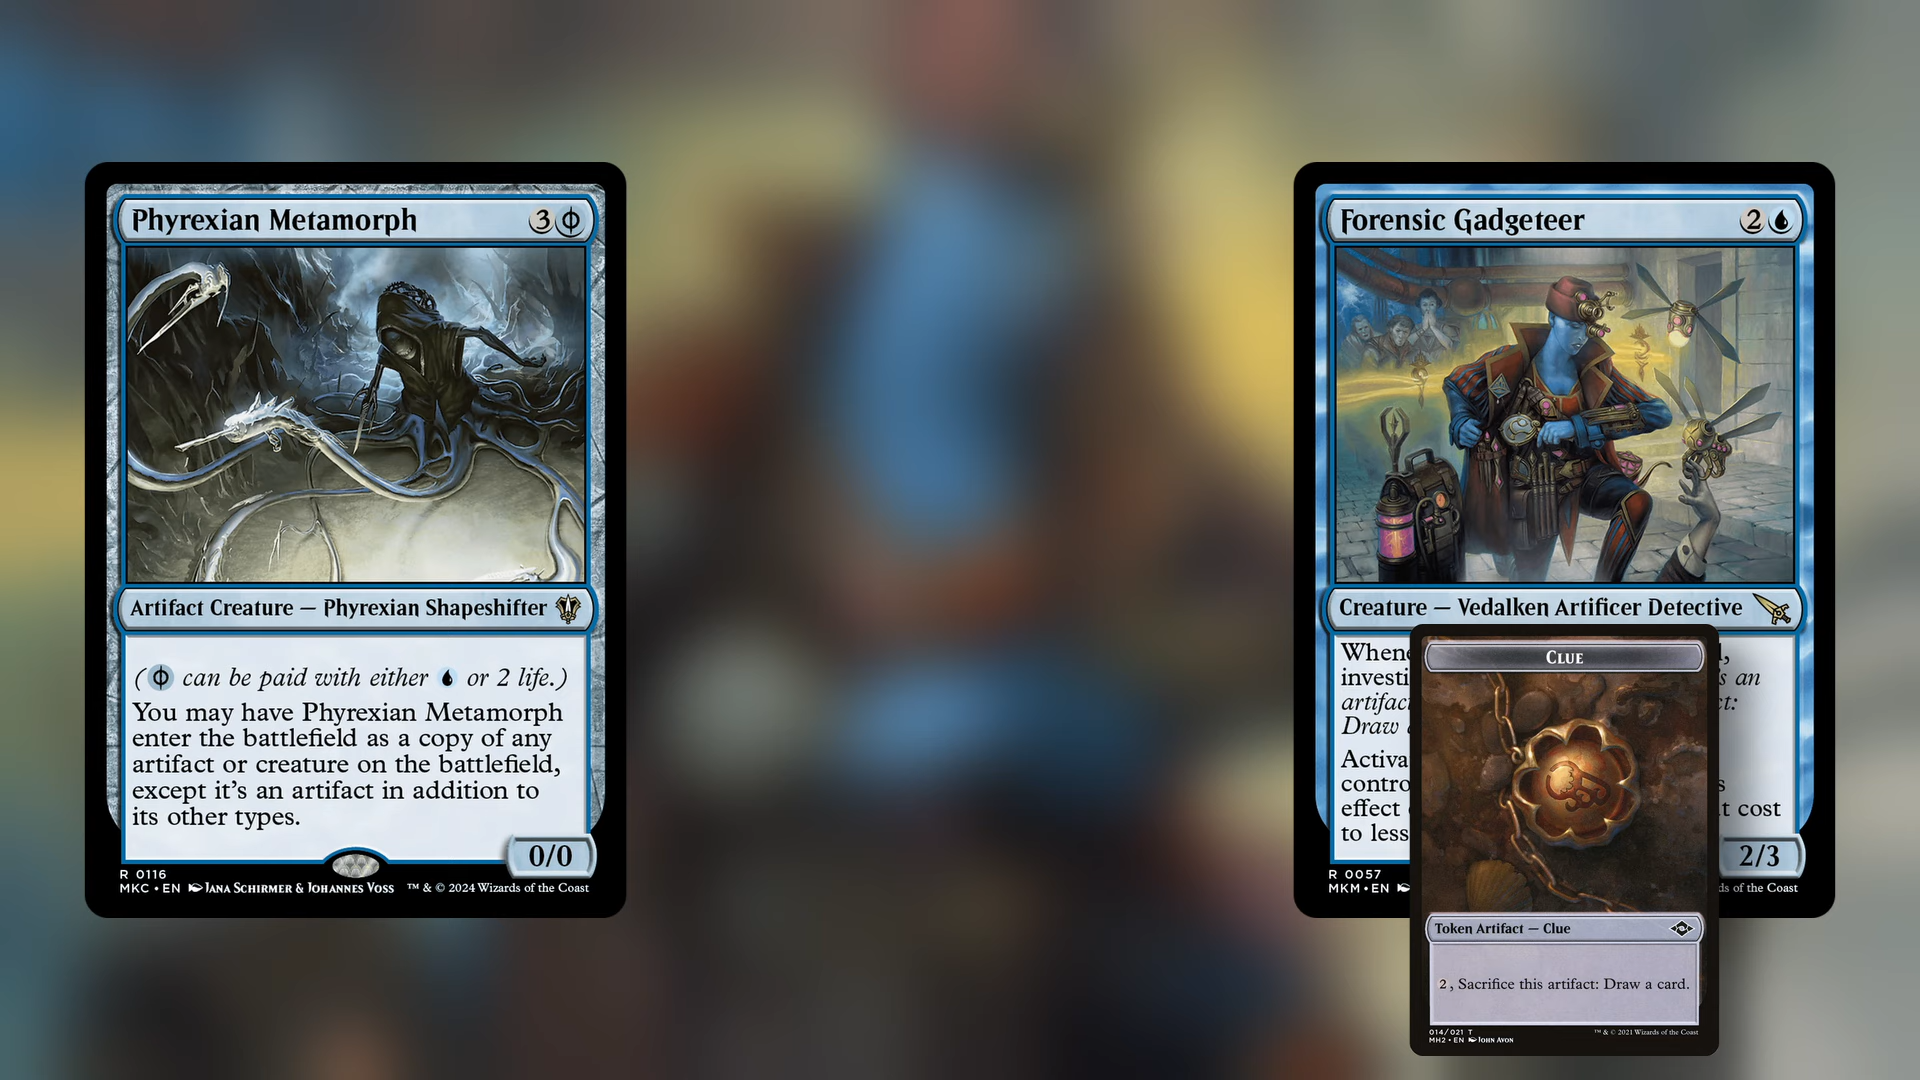 Phyrexian Metamorph 3
Artifact Creature — Phyrexian Shapeshifter
( can be paid with either or 2 life.)
You may have Phyrexian Metamorph
enter the battlefield as a copy of any
artifact or creature on the battlefield,
except it's an artifact in addition to
its other types.
0/0
R 0116
MKC • EN JANA SCHIRMER & JOHANNES VOSS ™ & © 2024 Wizards of the Coast
Forensic Gadgeteer 2
Creature — Vedalken Artificer Detective
investi
an
Draw
effect
cost
to less
2/3
R 0057
MKM • EN
of the Coast
CLUE
Token Artifact — Clue
2, Sacrifice this artifact: Draw a card.
014/021 T
MH2 • EN JOHN AVON
™ & © 2021 Wizards of the Coast